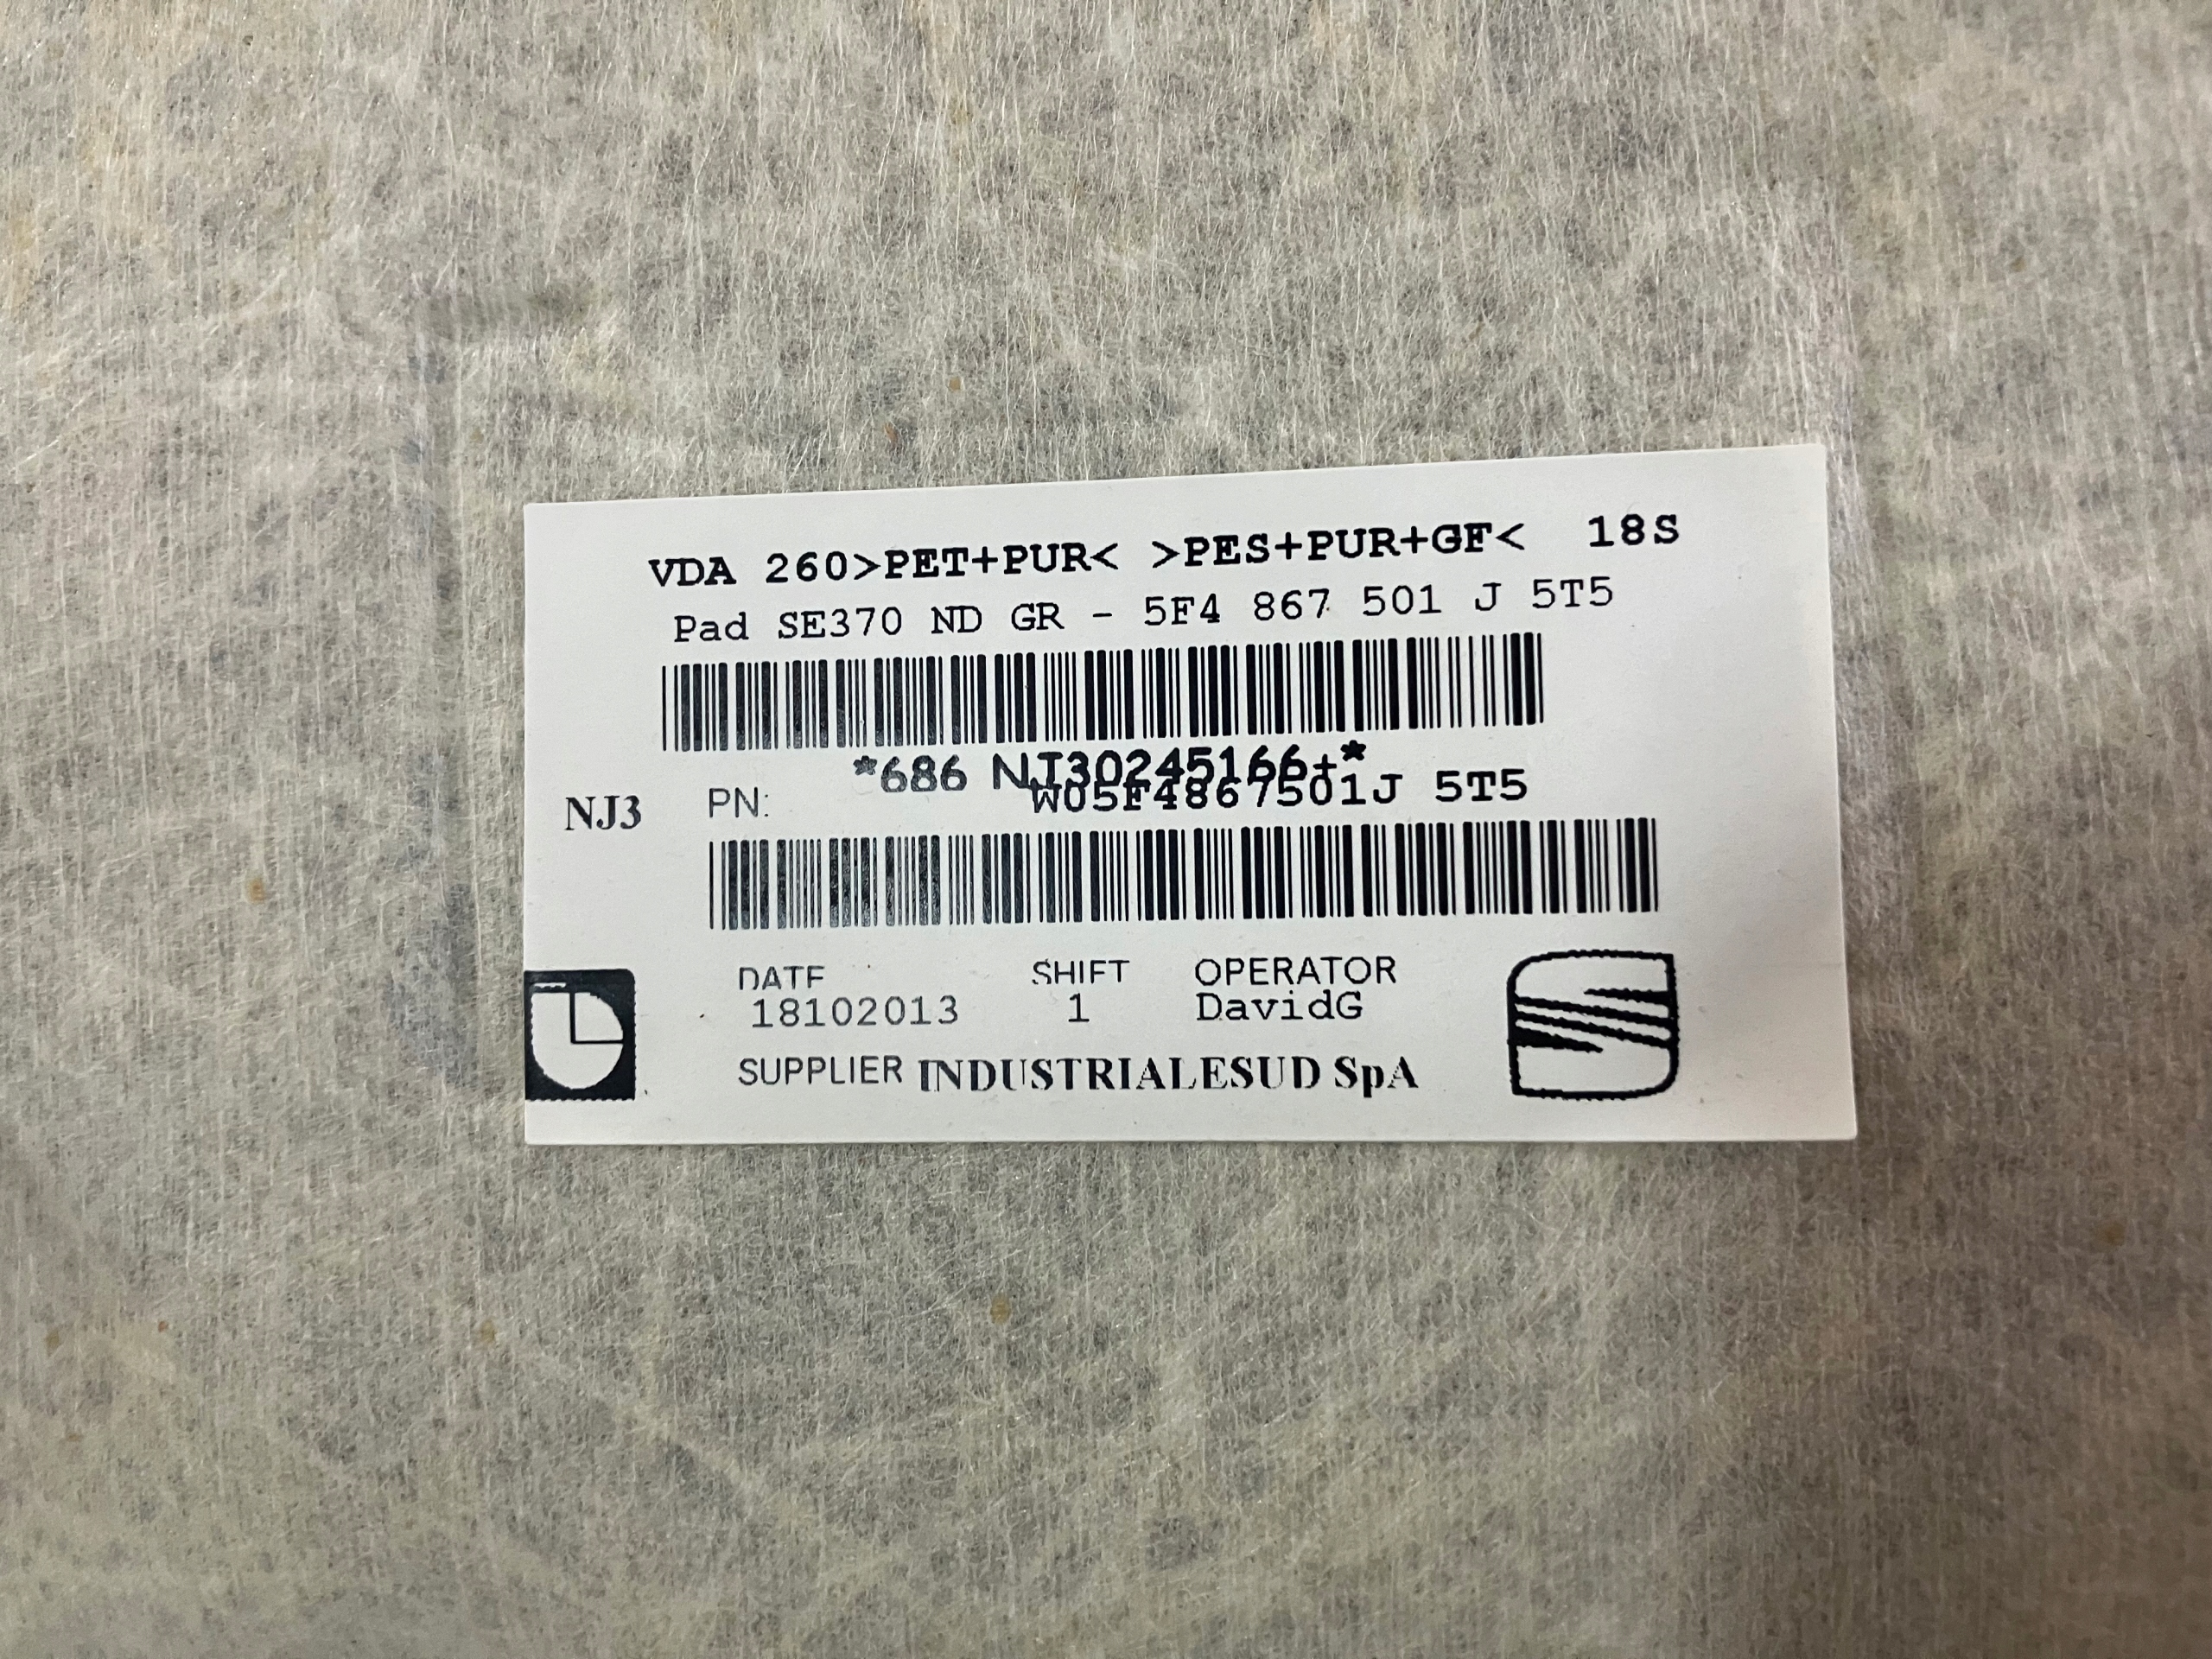 VDA 260>PET+PUR< >PES+PUR+GF< 18S
Pad SE370 ND GR - 5F4 867 501 J 5T5
*686 NJ30245166+*
NJ3 PN: W05F4867501J 5T5
DATE SHIFT OPERATOR
18102013 1 DavidG
SUPPLIER INDUSTRIALESUD SpA